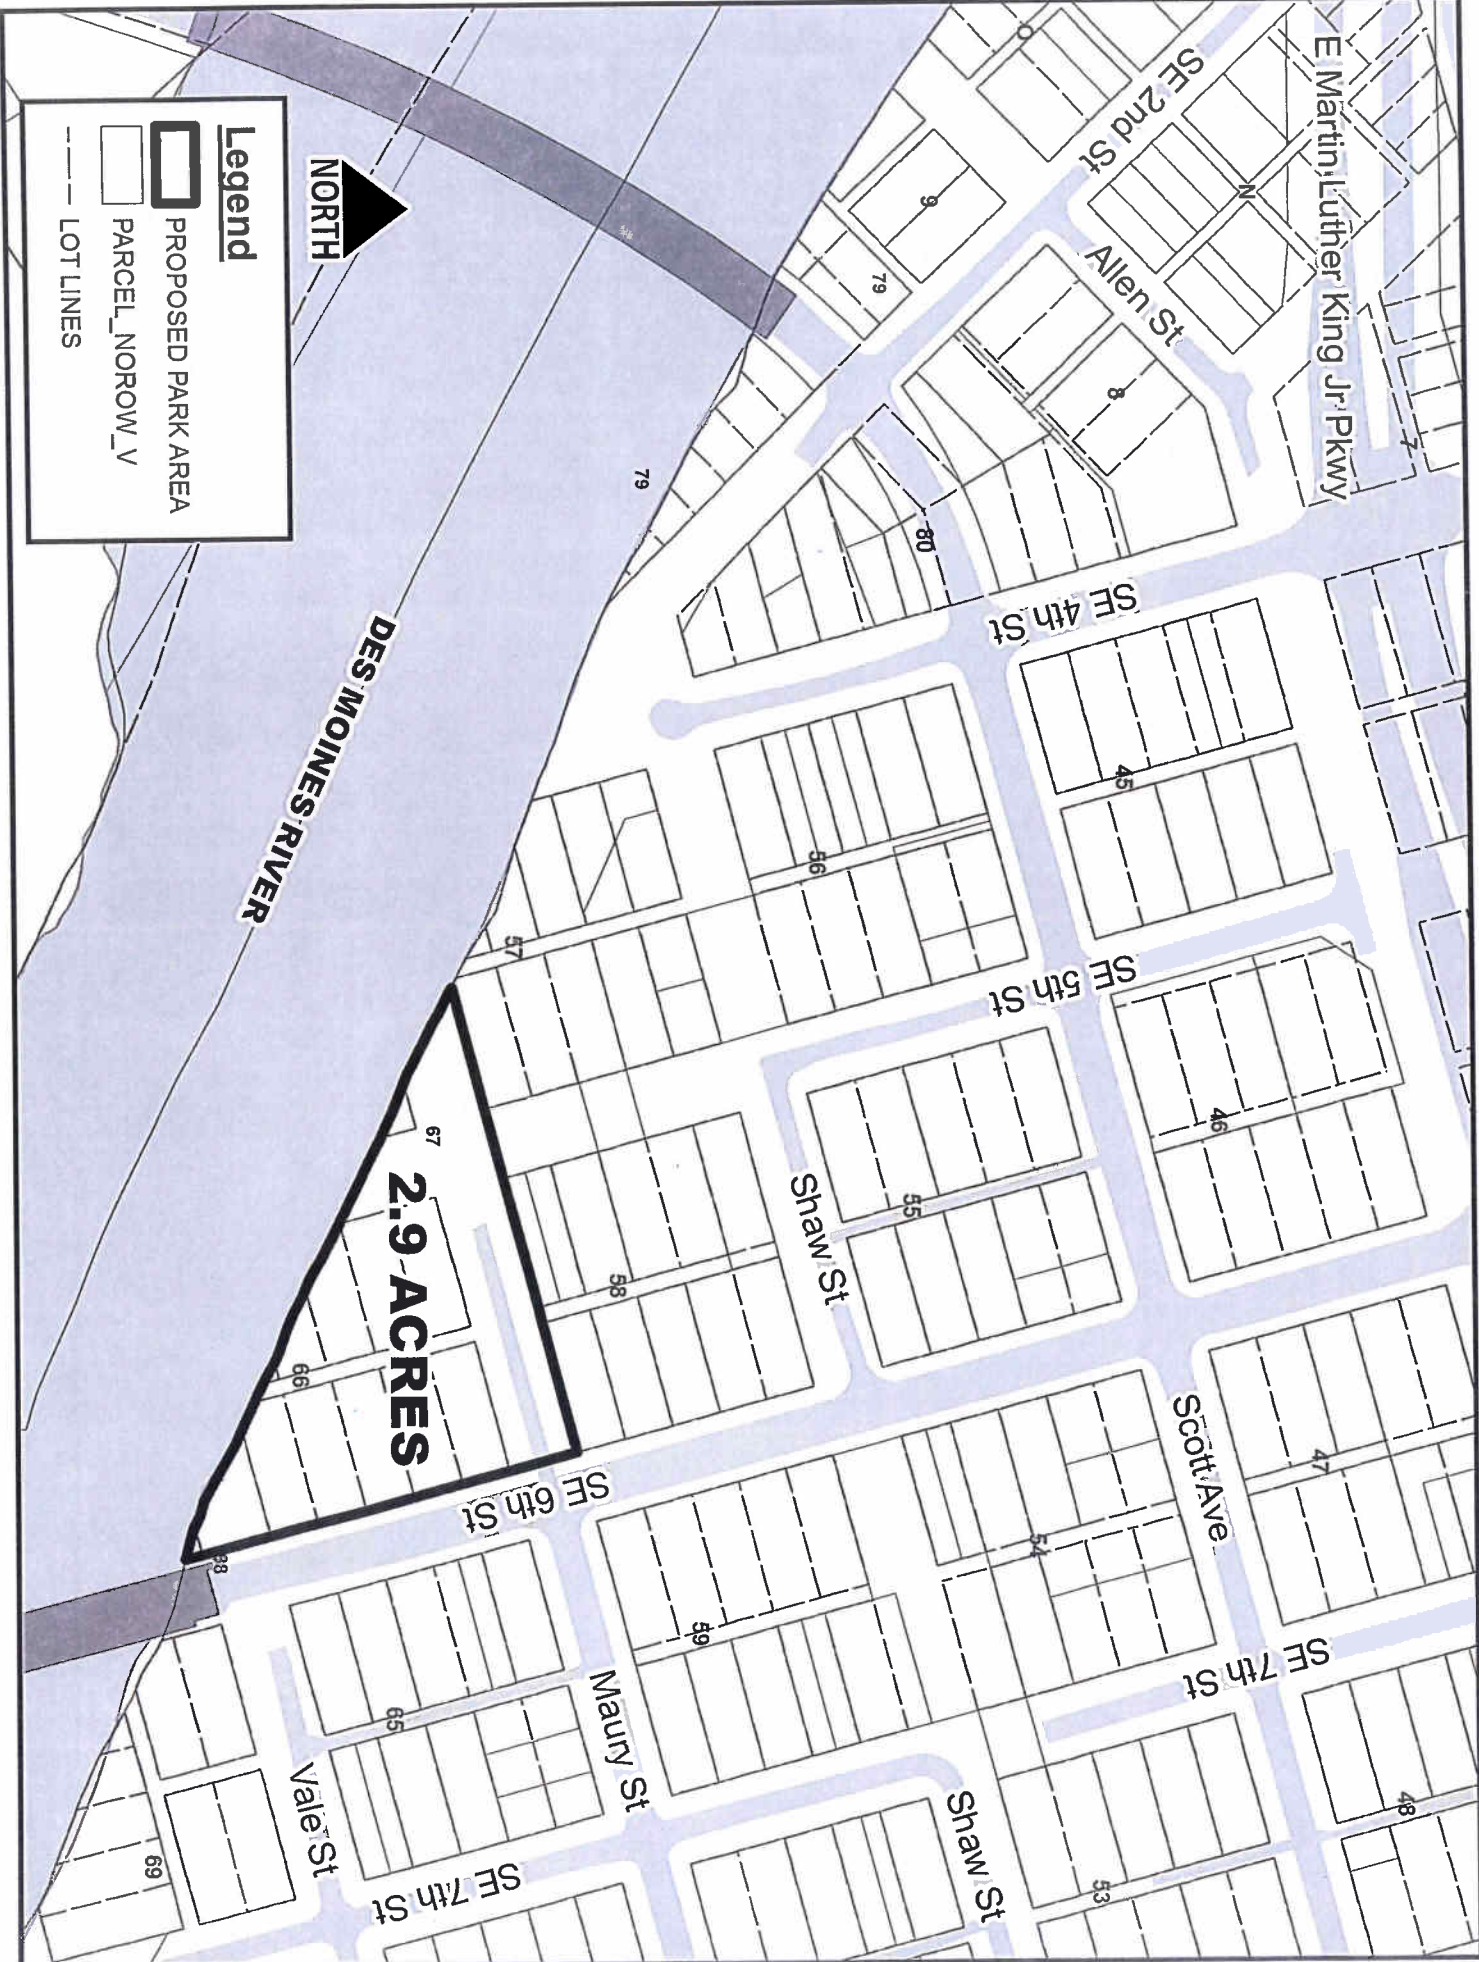 E Martin Luther King Jr Pkwy
SE 2nd St
Allen St
SE 4th St
SE 5th St
Shaw St
Scott Ave
SE 6th St
SE 7th St
Maury St
Shaw St
Vale St
SE 7th St
DES MOINES RIVER
2.9 ACRES
O
N
9
79
8
7
79
80
45
56
57
46
55
58
67
66
47
54
59
88
65
48
53
69
NORTH
Legend
PROPOSED PARK AREA
PARCEL_NOROW_V
LOT LINES